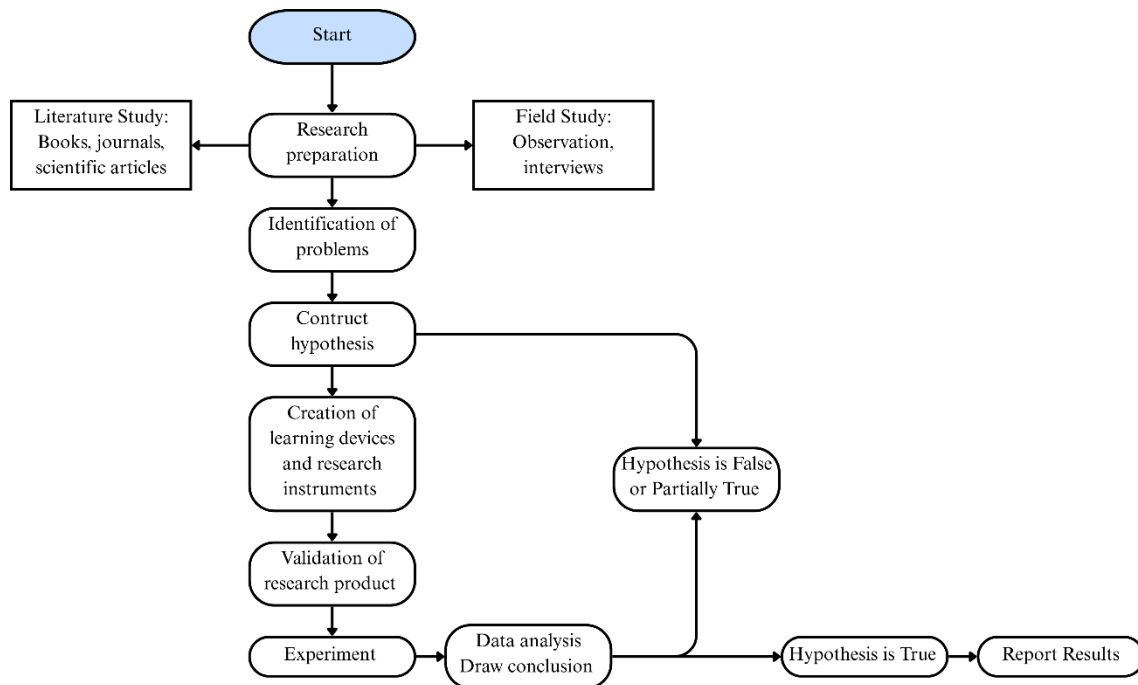 Start
Literature Study:
Books, journals,
scientific articles
Research
preparation
Field Study:
Observation,
interviews
Identification of
problems
Contruct
hypothesis
Creation of
learning devices
and research
instruments
Hypothesis is False
or Partially True
Validation of
research product
Experiment
Data analysis
Draw conclusion
Hypothesis is True
Report Results